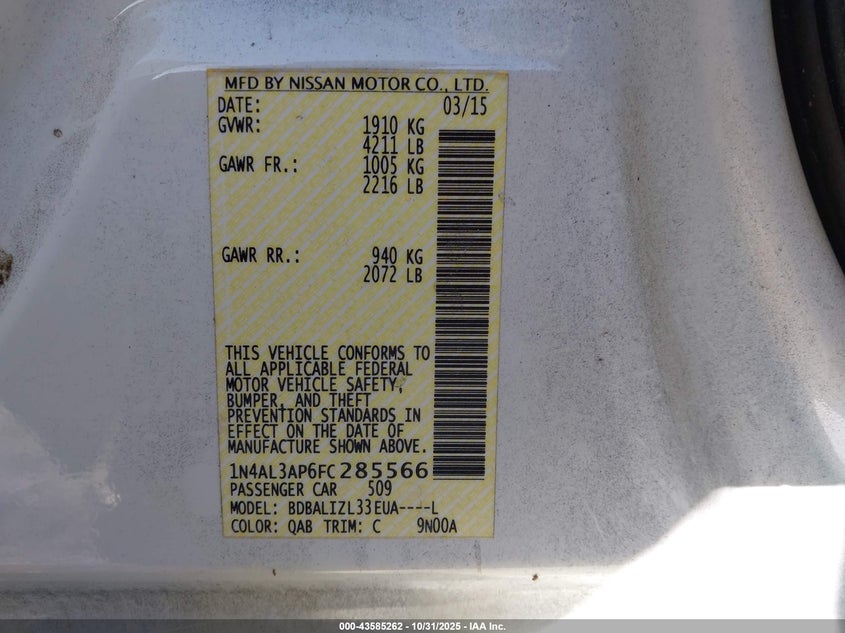 MFD BY NISSAN MOTOR CO., LTD.
DATE: 03/15
GVWR: 1910 KG
4211 LB
GAWR FR.: 1005 KG
2216 LB
GAWR RR.: 940 KG
2072 LB
THIS VEHICLE CONFORMS TO
ALL APPLICABLE FEDERAL
MOTOR VEHICLE SAFETY,
BUMPER, AND THEFT
PREVENTION STANDARDS IN
EFFECT ON THE DATE OF
MANUFACTURE SHOWN ABOVE.
1N4AL3AP6FC285566
PASSENGER CAR 509
MODEL: BDBALIZL33EUA----L
COLOR: QAB TRIM: C 9N00A
000-43585262 - 10/31/2025 - IAA Inc.